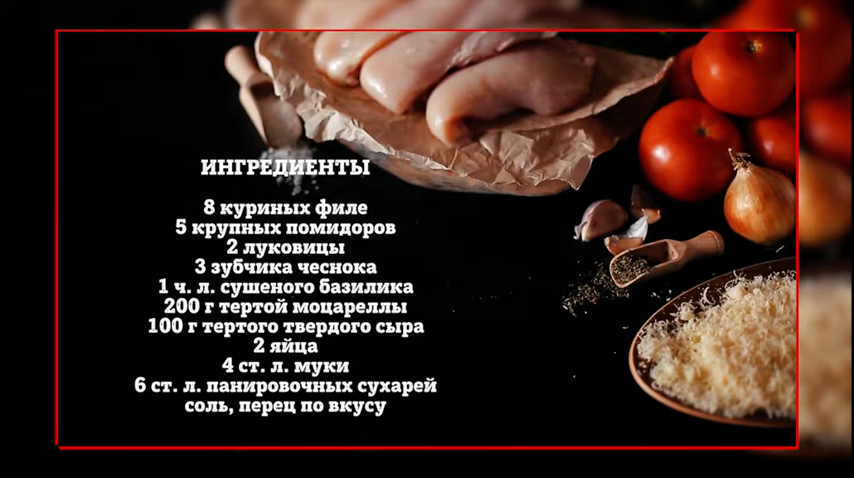 ИНГРЕДИЕНТЫ
8 куриных филе
5 крупных помидоров
2 луковицы
3 зубчика чеснока
1 ч. л. сушеного базилика
200 г тертой моцареллы
100 г тертого твердого сыра
2 яйца
4 ст. л. муки
6 ст. л. панировочных сухарей
соль, перец по вкусу